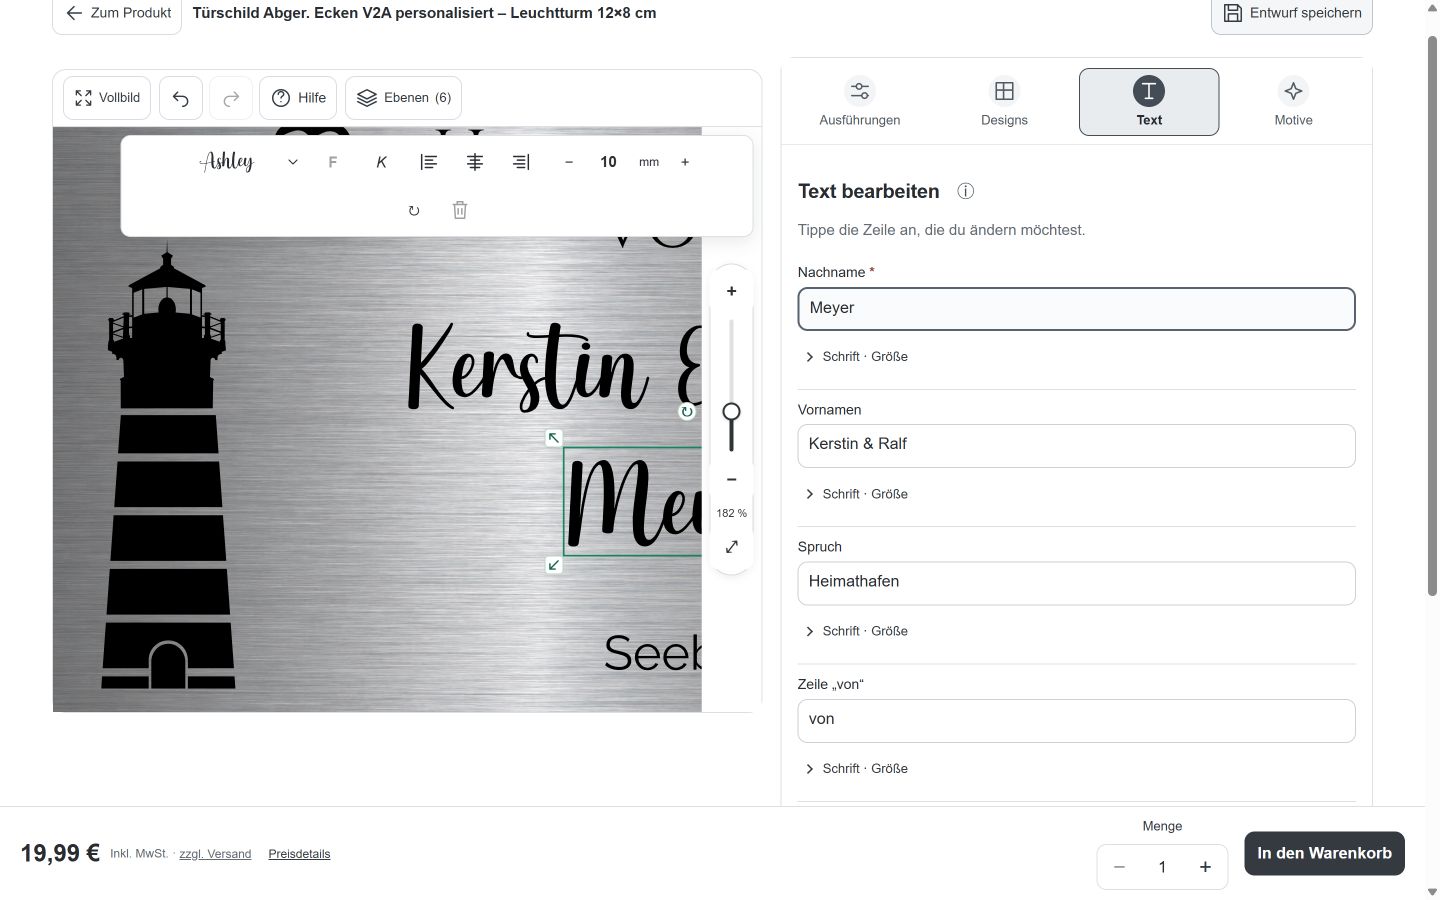 Zum Produkt
Türschild Abger. Ecken V2A personalisiert – Leuchtturm 12×8 cm
Entwurf speichern
Vollbild
Hilfe
Ebenen (6)
Ashley
F
K
− 10 mm +
Kerstin &
182 %
Ausführungen
Designs
Text
Motive
Text bearbeiten
Tippe die Zeile an, die du ändern möchtest.
Nachname *
Meyer
Schrift · Größe
Vornamen
Kerstin & Ralf
Schrift · Größe
Spruch
Heimathafen
Schrift · Größe
Zeile „von“
von
Schrift · Größe
19,99 € Inkl. MwSt. · zzgl. Versand Preisdetails
Menge
− 1 +
In den Warenkorb